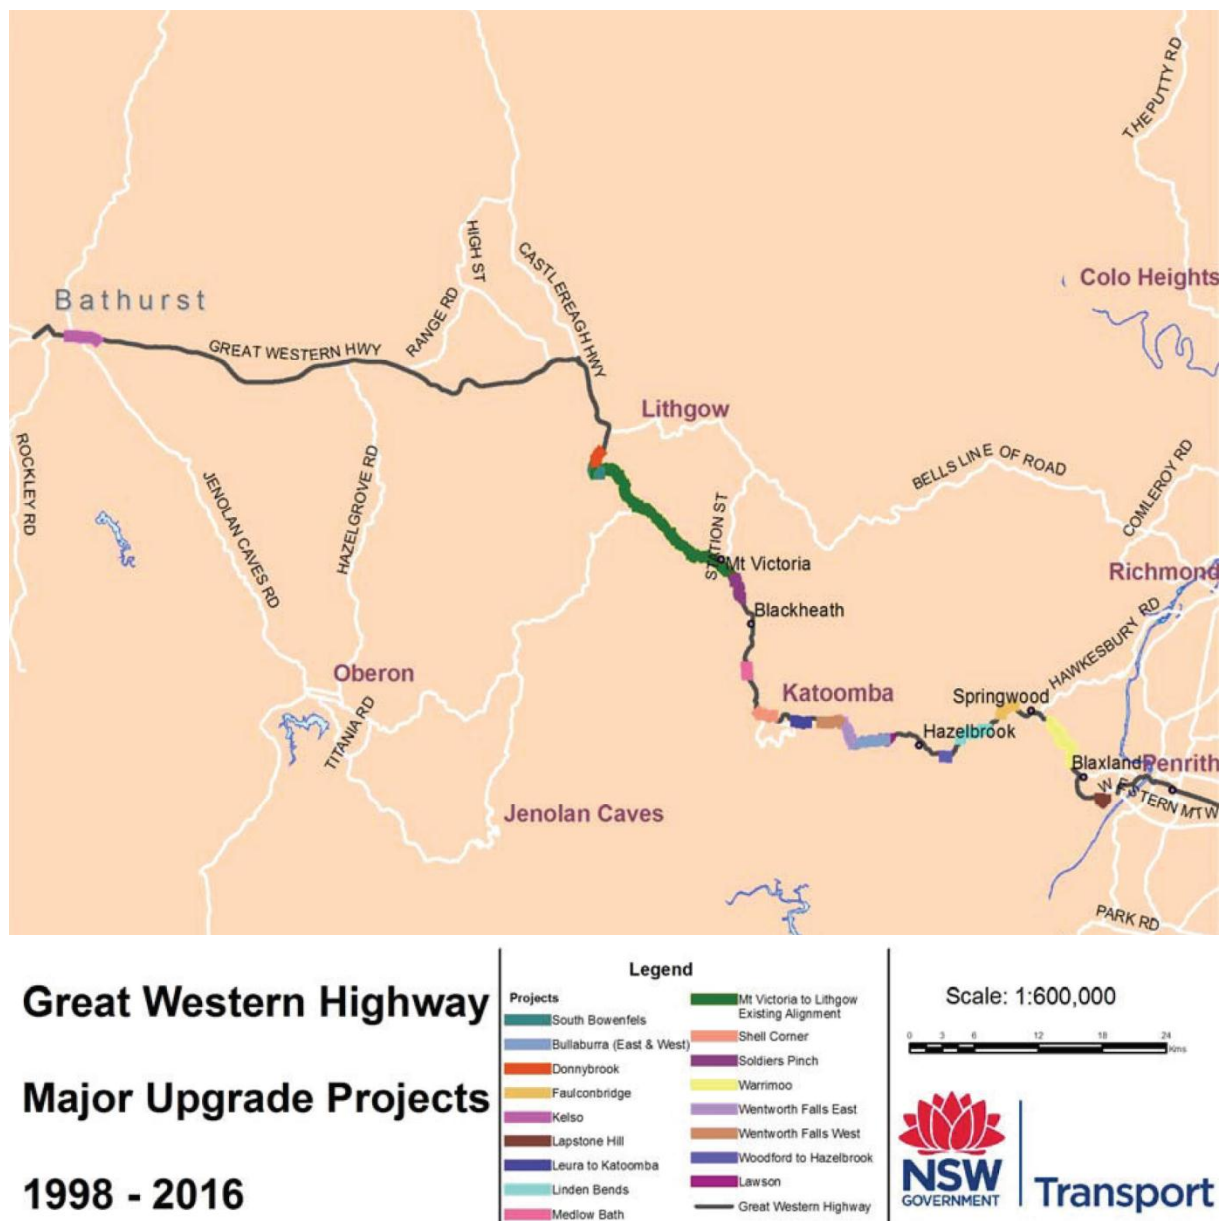 THE PUTTY RD
Colo Heights
HIGH ST
CASTLEREAGH HWY
Bathurst
RANGE RD
GREAT WESTERN HWY
Lithgow
ROCKLEY RD
JENOLAN CAVES RD
HAZELGROVE RD
BELLS LINE OF ROAD
COMLEROY RD
STATION ST
Mt Victoria
Richmond
Blackheath
HAWKESBURY RD
Oberon
Katoomba
Springwood
TITANIA RD
Hazelbrook
Blaxland
Penrith
WESTERN MTW
Jenolan Caves
PARK RD
Great Western Highway
Major Upgrade Projects
1998 - 2016
Legend
Projects
South Bowenfels
Bullaburra (East & West)
Donnybrook
Faulconbridge
Kelso
Lapstone Hill
Leura to Katoomba
Linden Bends
Medlow Bath
Mt Victoria to Lithgow
Existing Alignment
Shell Corner
Soldiers Pinch
Warrimoo
Wentworth Falls East
Wentworth Falls West
Woodford to Hazelbrook
Lawson
Great Western Highway
Scale: 1:600,000
0 3 6 12 18 24
Kms
NSW
GOVERNMENT
Transport